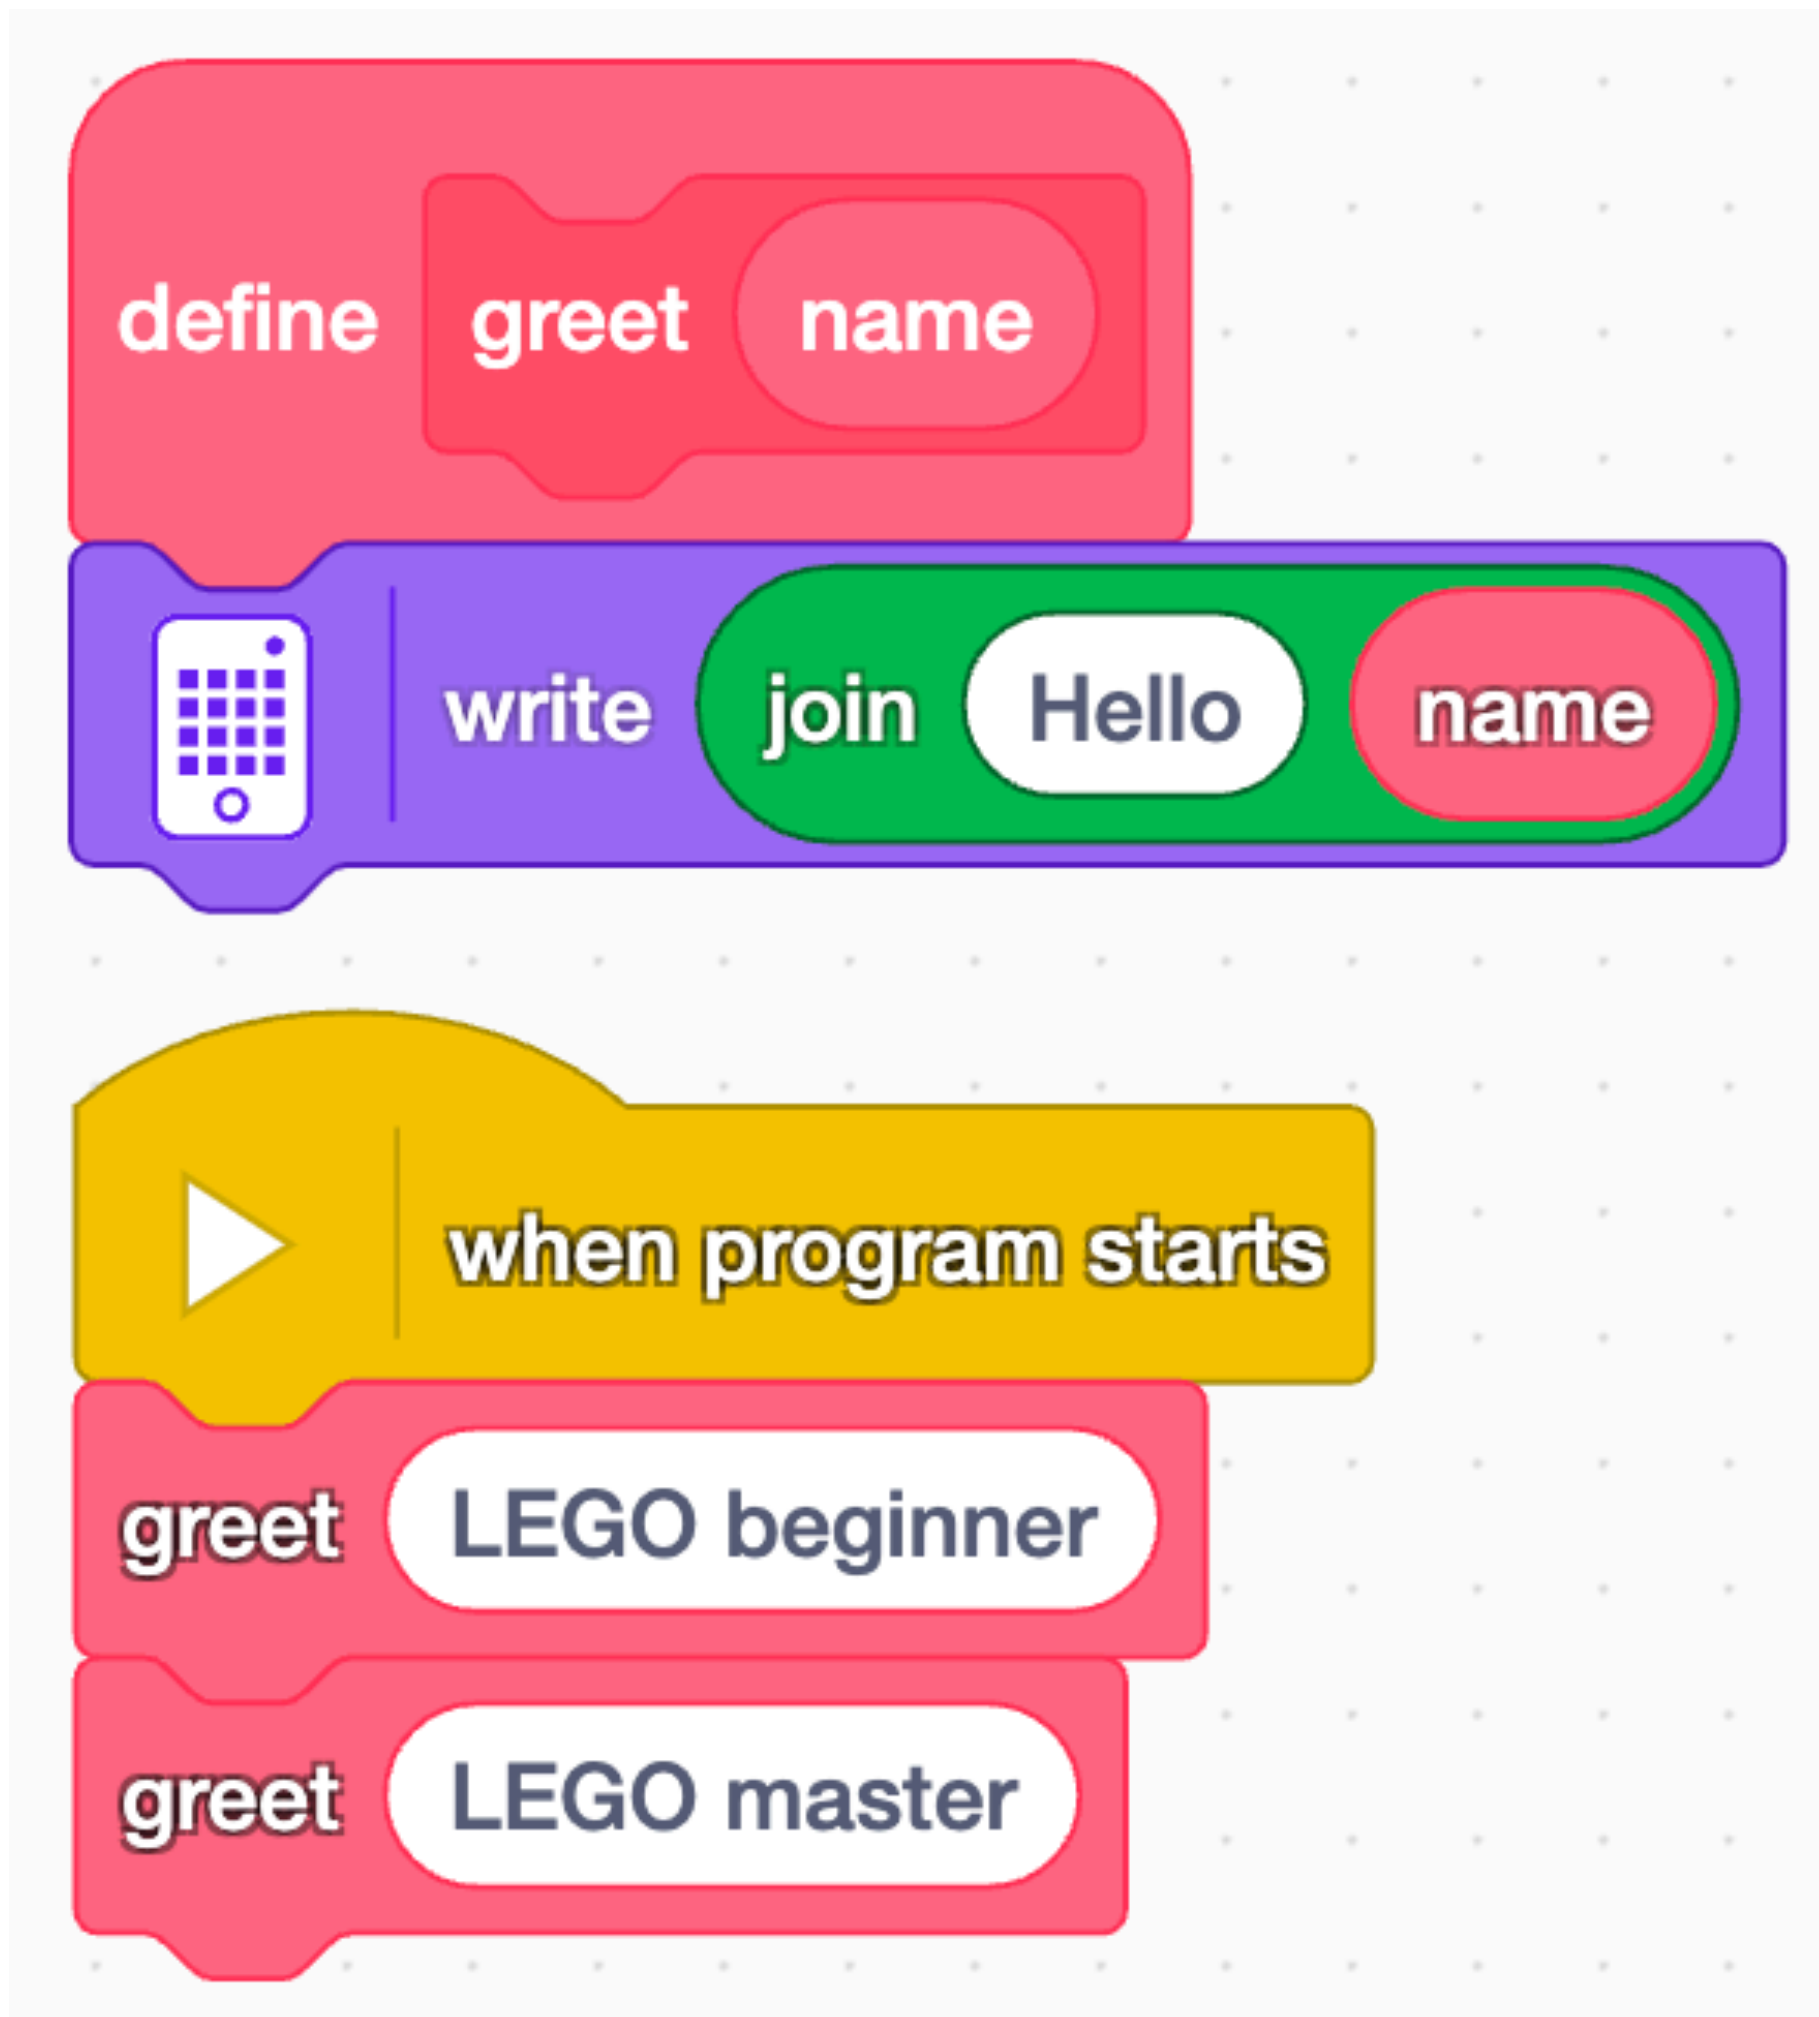 define greet name
write join Hello name
when program starts
greet LEGO beginner
greet LEGO master